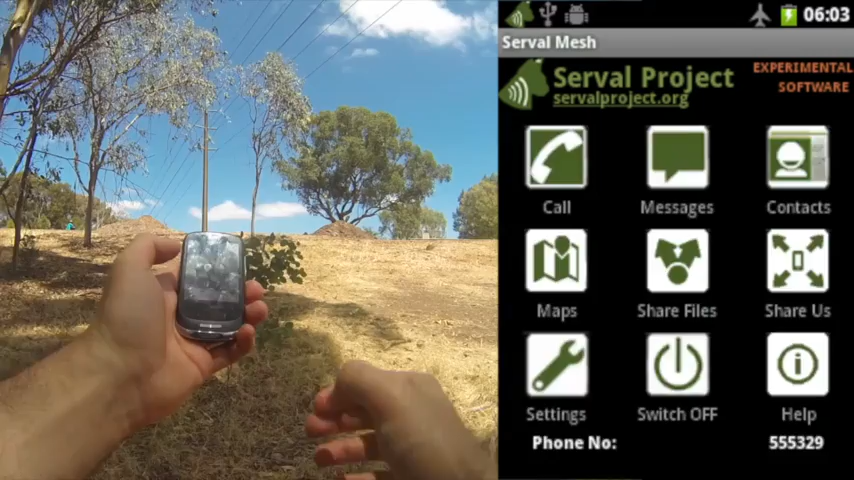 06:03
Serval Mesh
Serval Project
servalproject.org
EXPERIMENTAL
SOFTWARE
Call
Messages
Contacts
Maps
Share Files
Share Us
Settings
Switch OFF
Help
Phone No:
555329